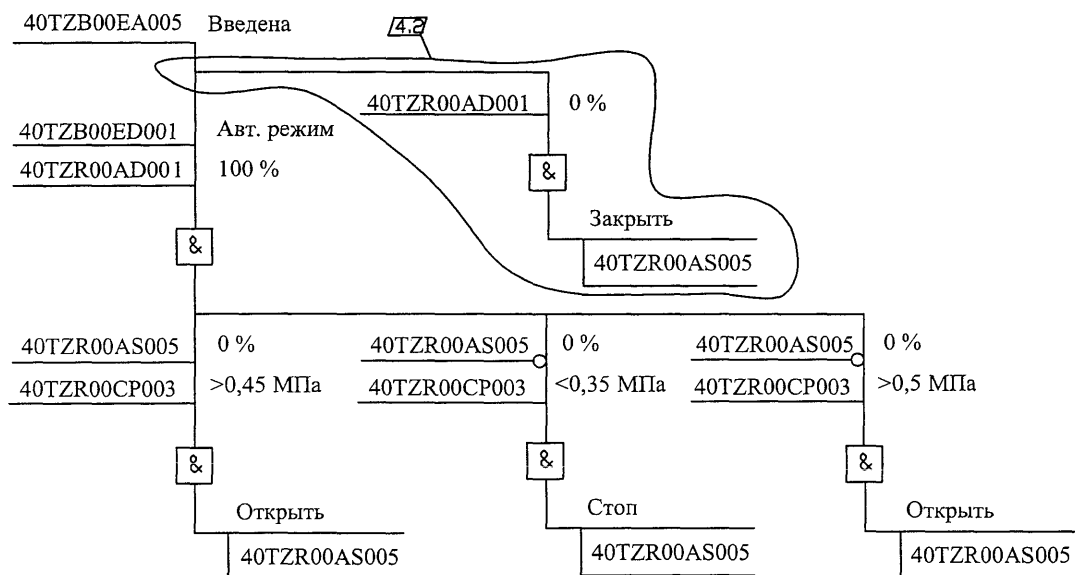 40TZB00EA005 Введена
4.2
40TZR00AD001 0 %
40TZB00ED001 Авт. режим
40TZR00AD001 100 %
&
Закрыть
40TZR00AS005
&
40TZR00AS005 0 % 40TZR00AS005 0 % 40TZR00AS005 0 %
40TZR00CP003 >0,45 МПа 40TZR00CP003 <0,35 МПа 40TZR00CP003 >0,5 МПа
& & &
Открыть Стоп Открыть
40TZR00AS005 40TZR00AS005 40TZR00AS005